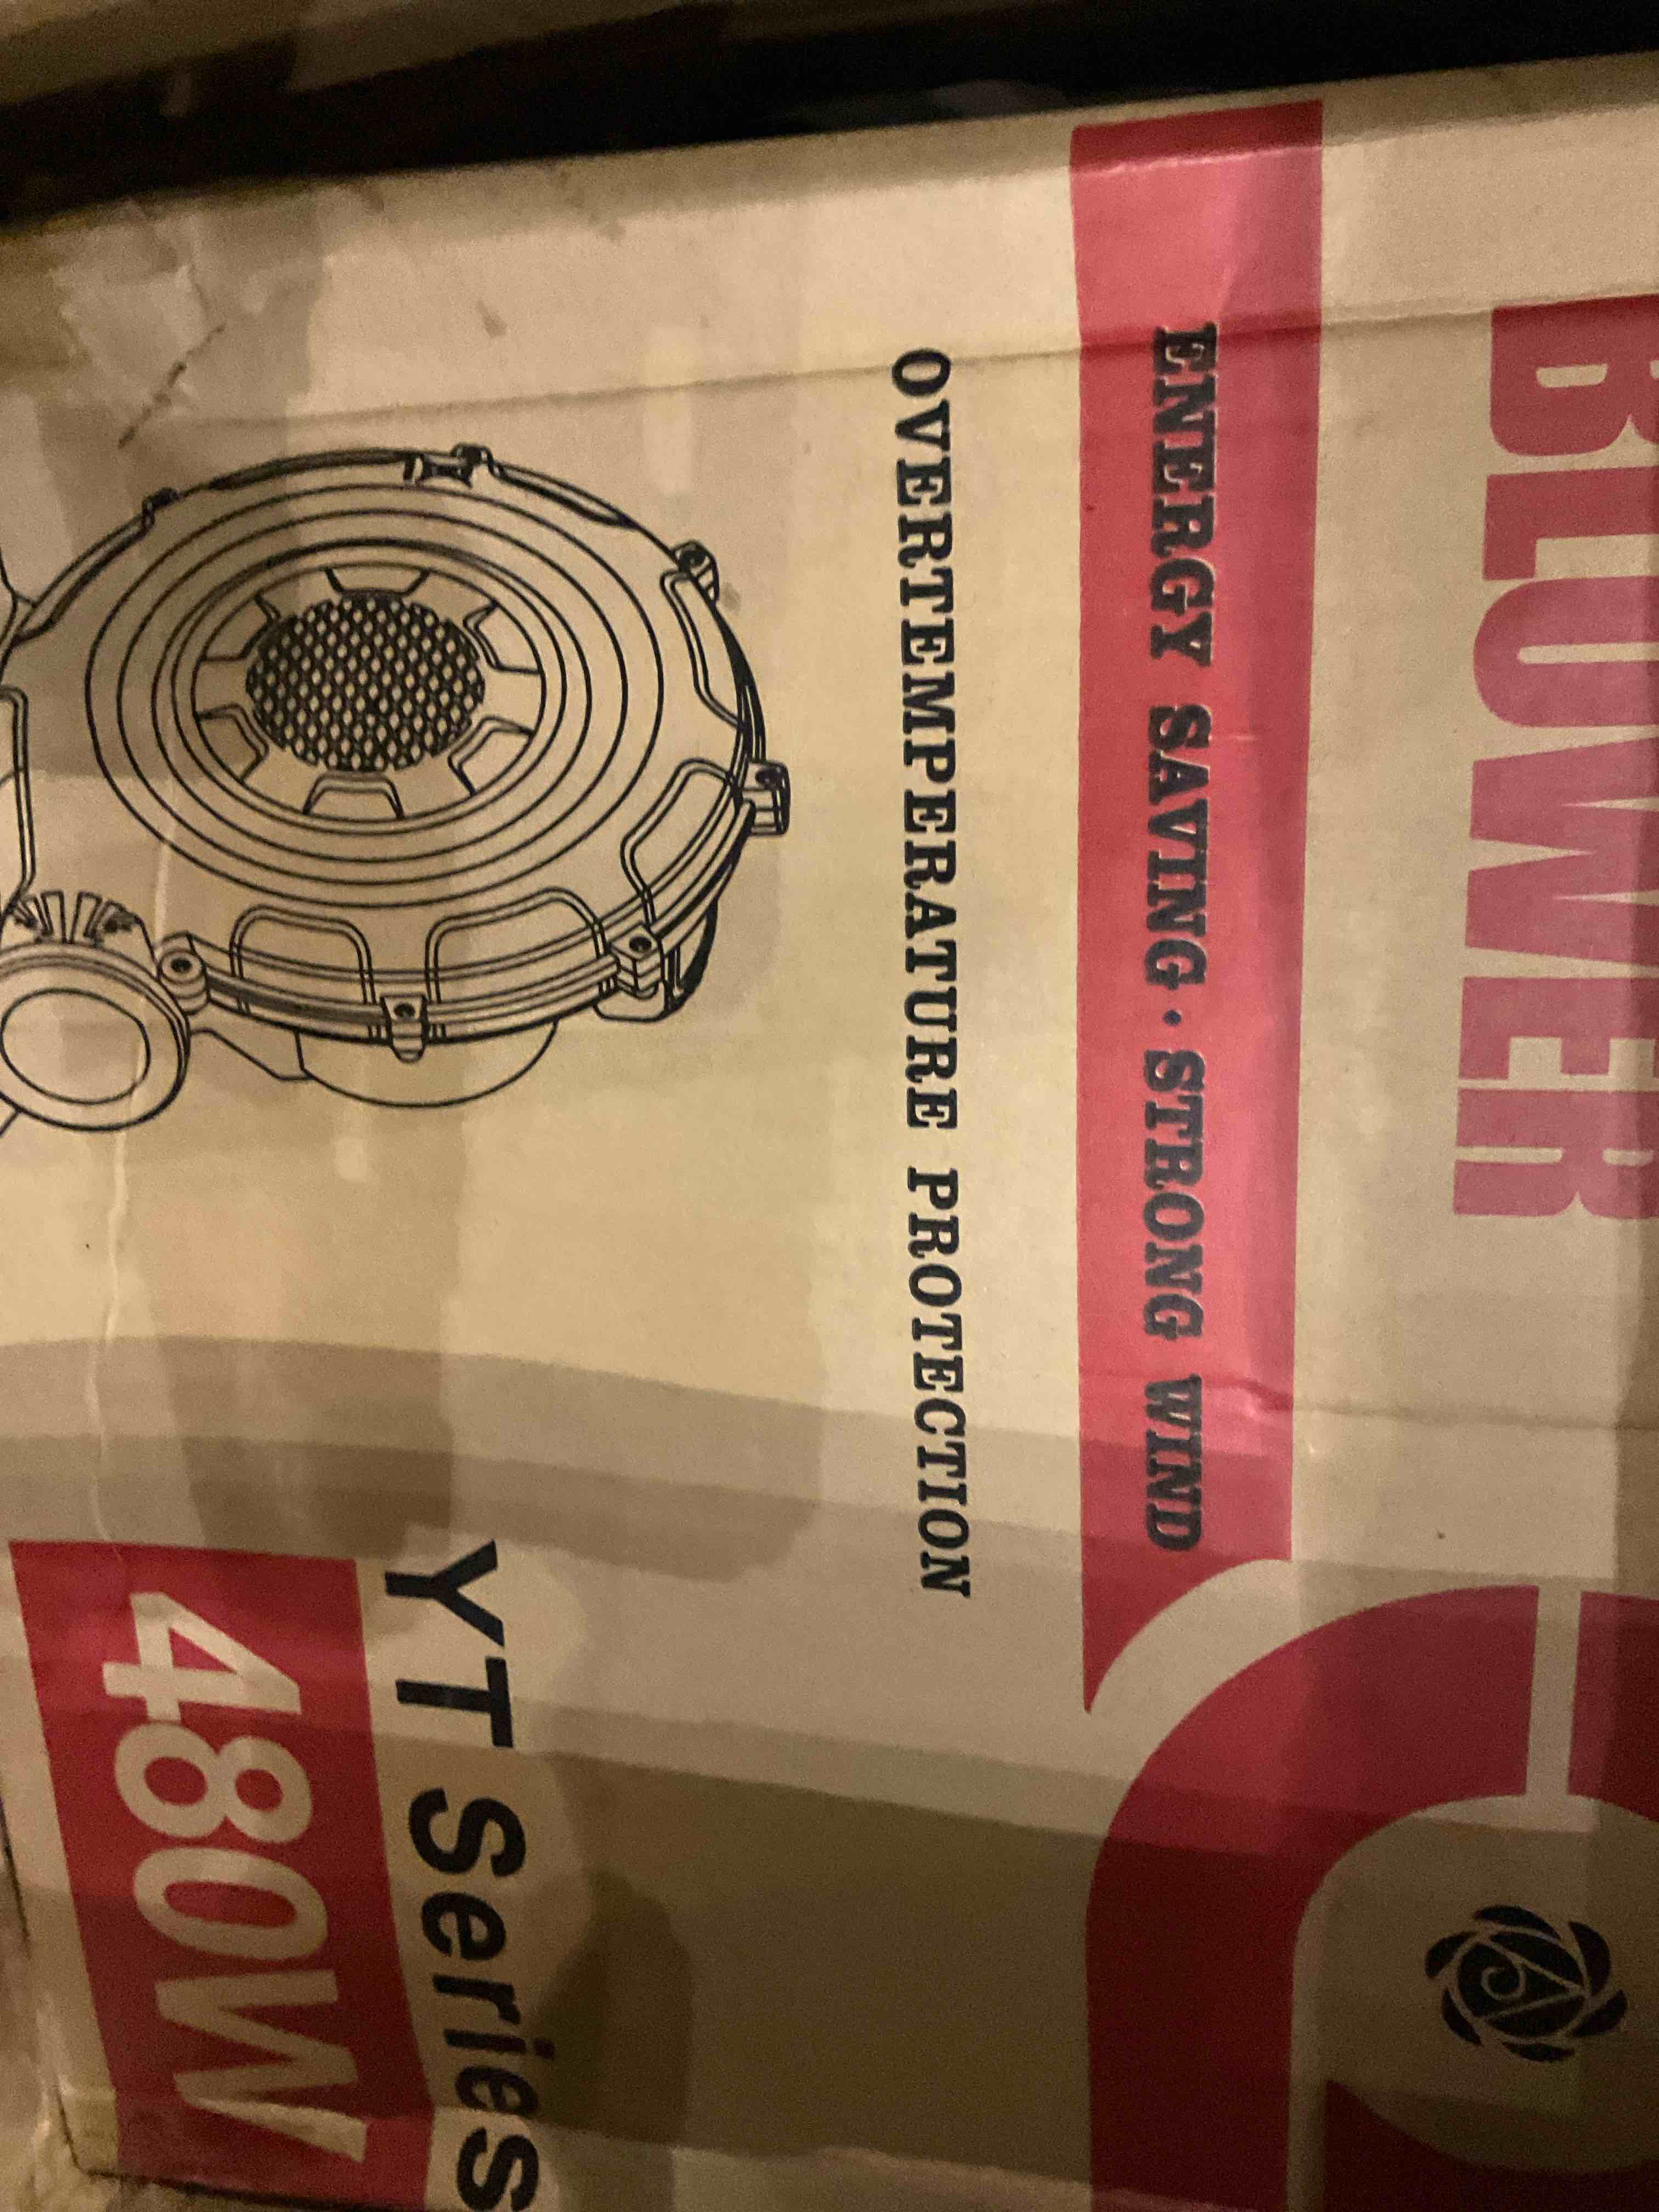 BLOWER
ENERGY SAVING · STRONG WIND
OVERTEMPERATURE PROTECTION
YT Series
480W